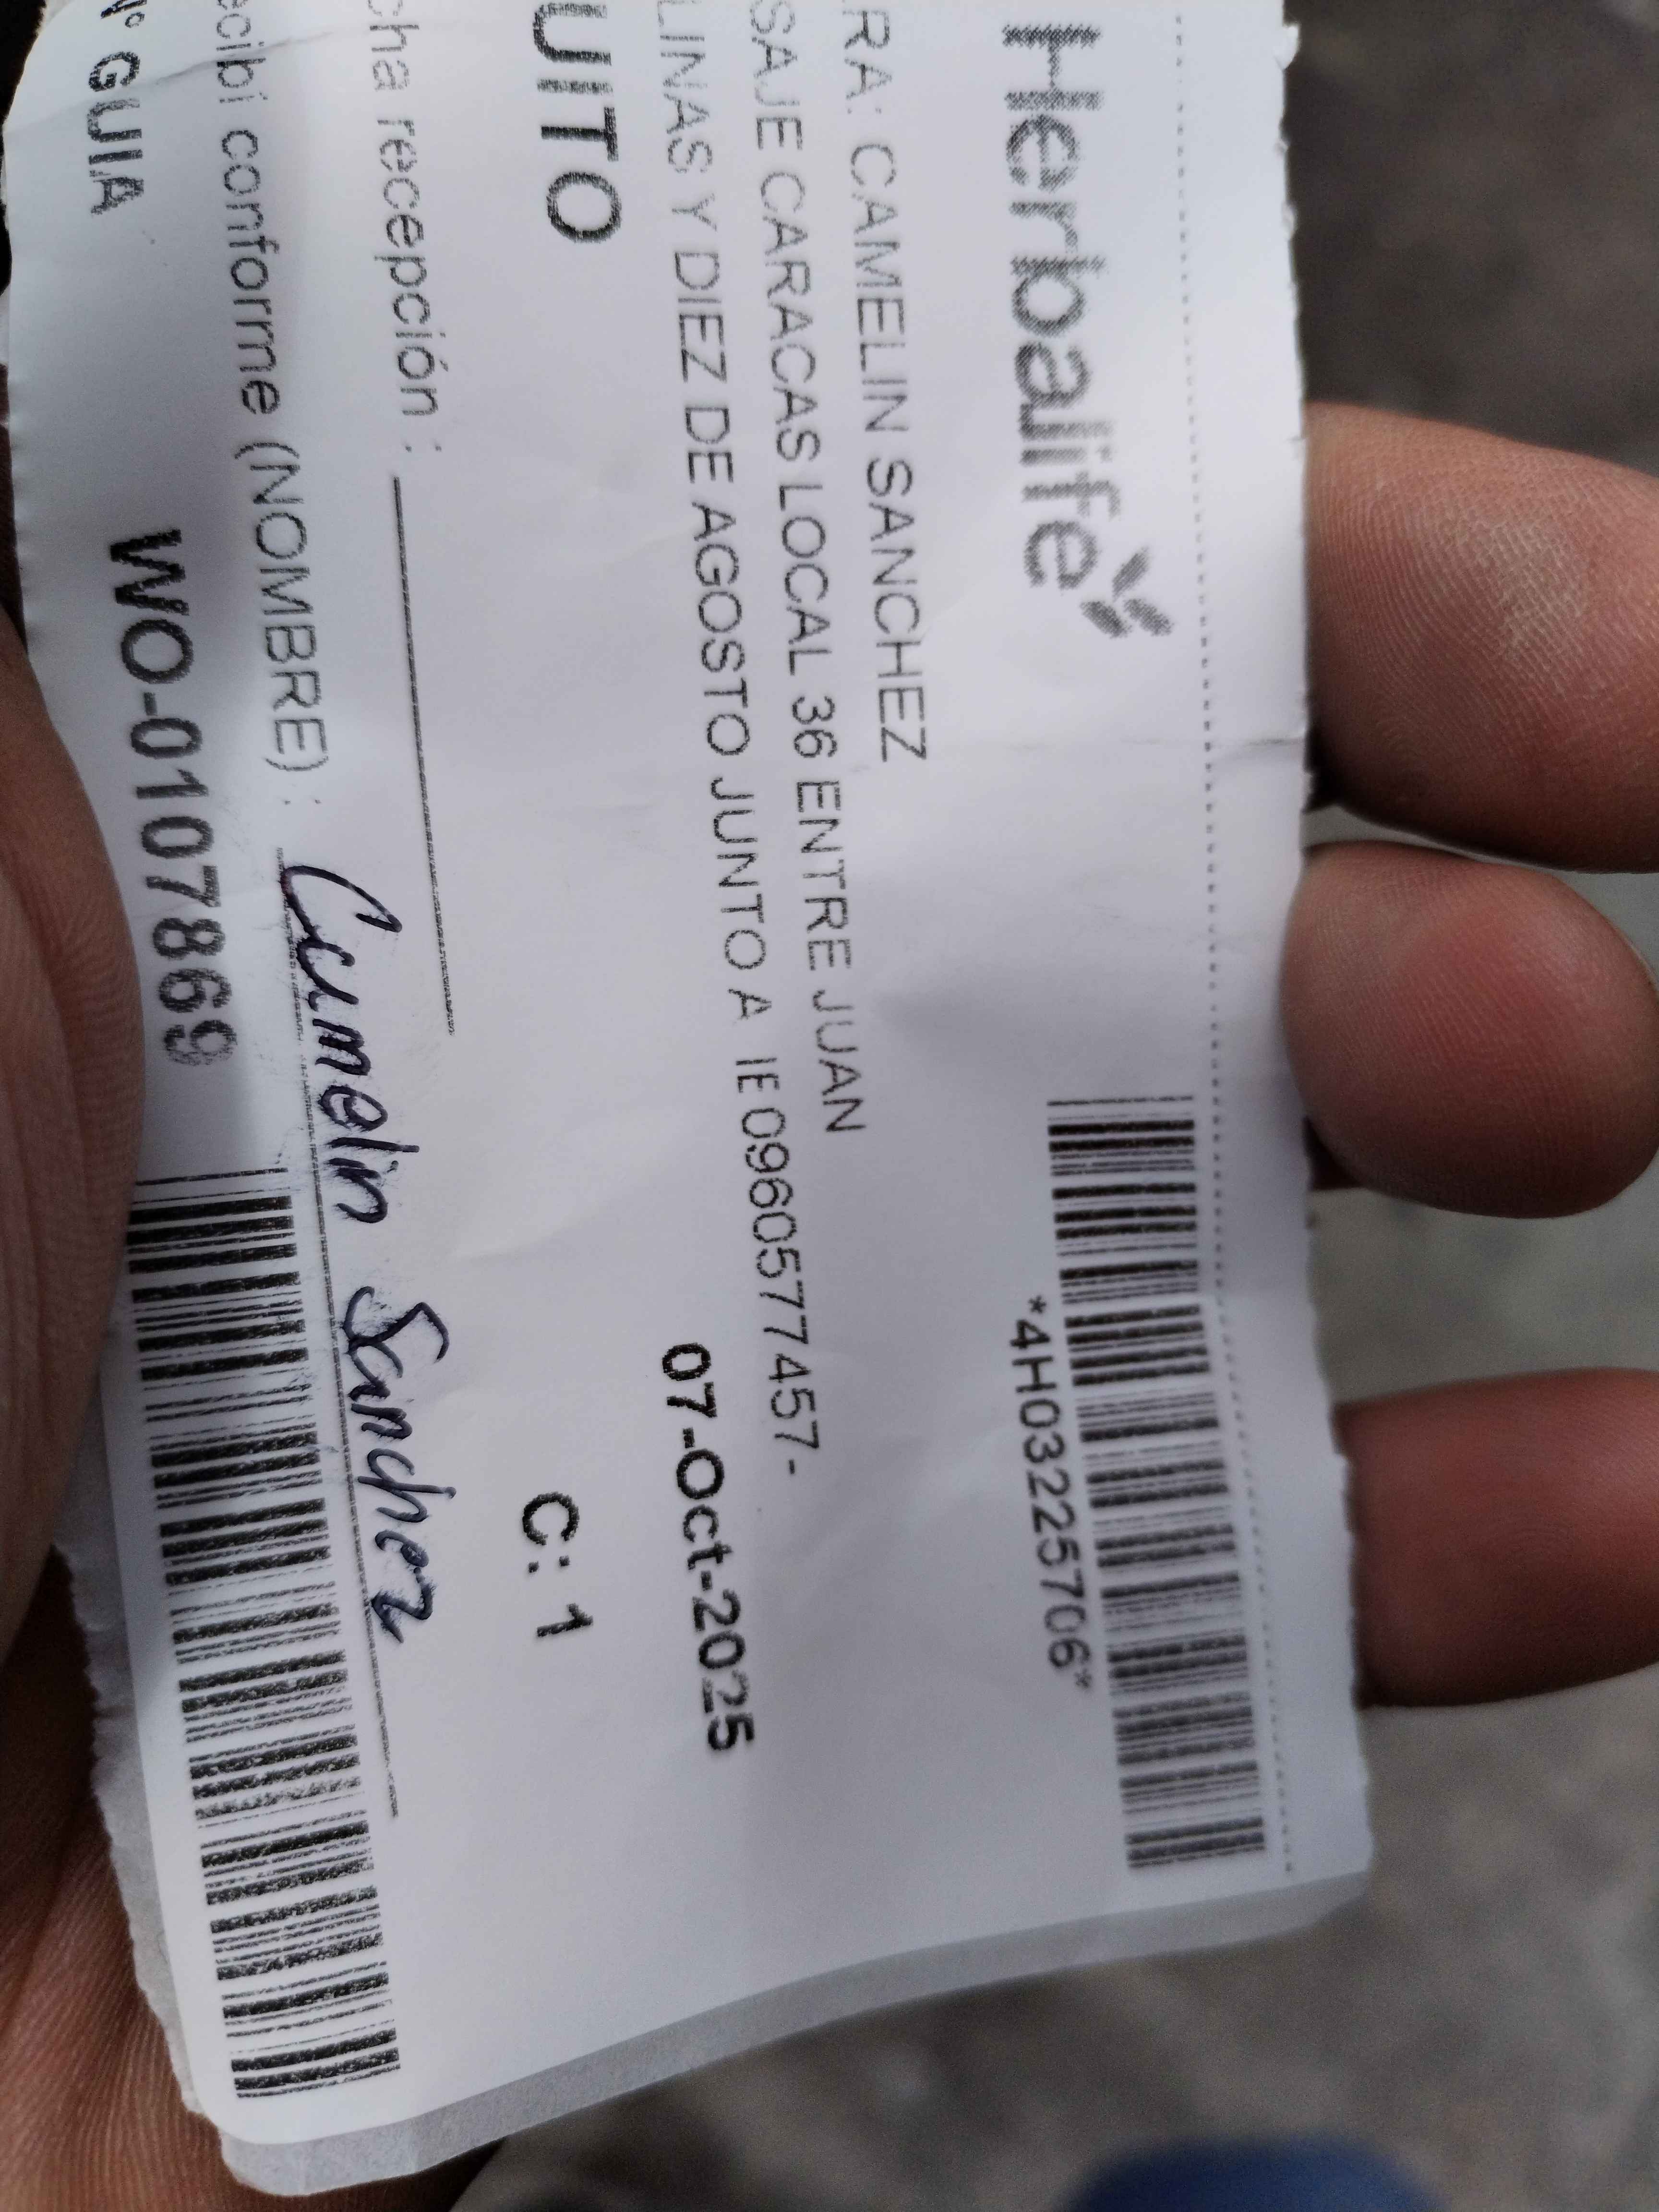 Herbalife
*4H03225706*
RA: CAMELIN SANCHEZ
SAJE CARACAS LOCAL 36 ENTRE JUAN
LINAS Y DIEZ DE AGOSTO JUNTO A IE 0960577457 -
07-Oct-2025
UITO
C: 1
cha recepción :
ecibi conforme (NOMBRE) : Camelin Sanchez
N° GUIA WO-0107869